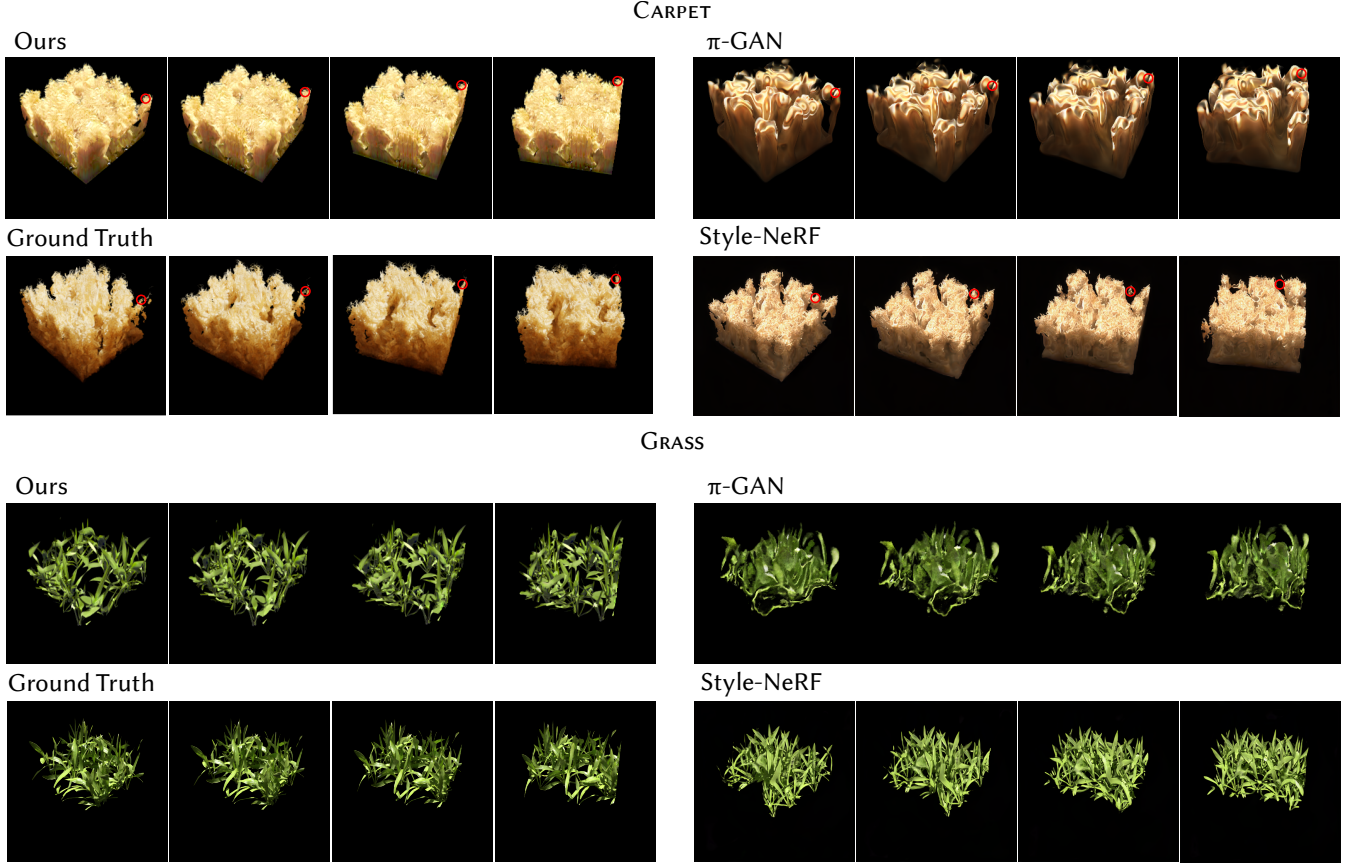 CARPET
Ours
π-GAN
Ground Truth
Style-NeRF
GRASS
Ours
π-GAN
Ground Truth
Style-NeRF